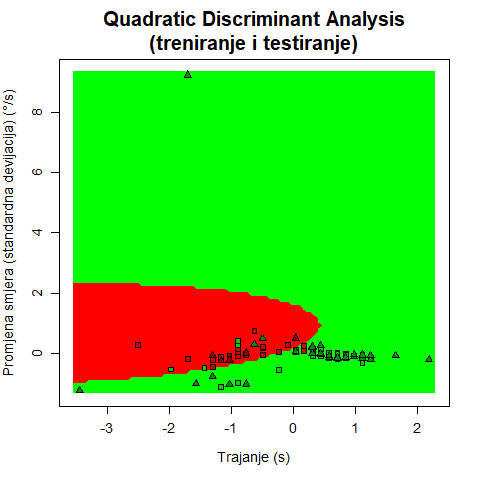 Quadratic Discriminant Analysis
(treniranje i testiranje)
Promjena smjera (standardna devijacija) (°/s)
8
6
4
2
0
-3 -2 -1 0 1 2
Trajanje (s)